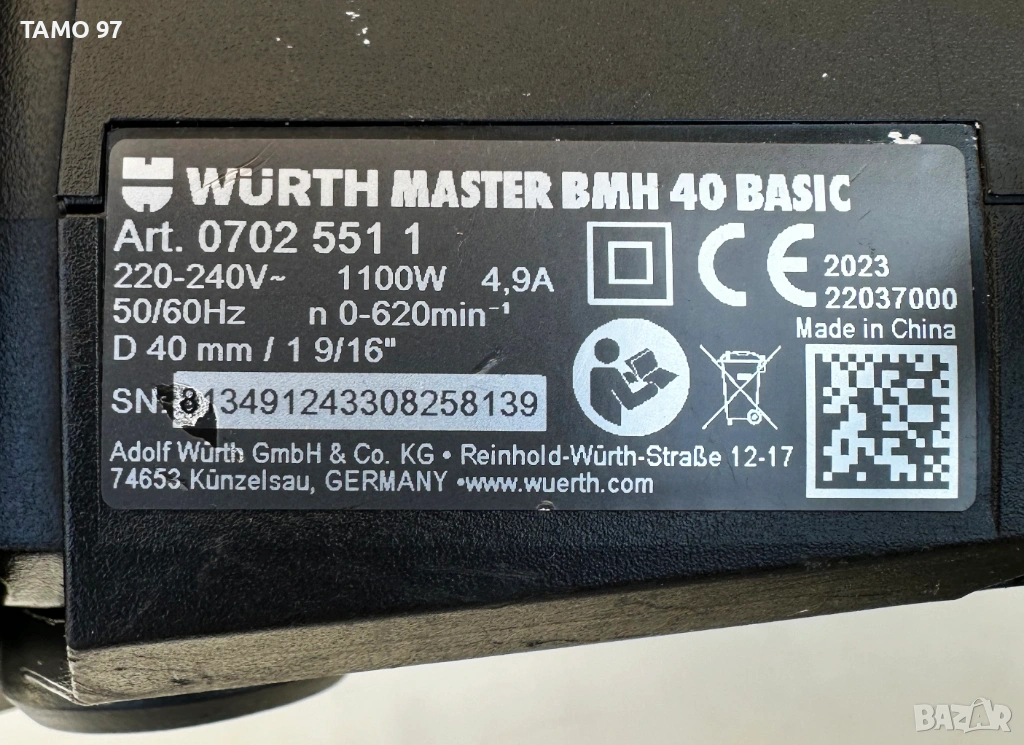 TAMO 97
WÜRTH MASTER BMH 40 BASIC
Art. 0702 551 1
220-240V~ 1100W 4,9A
50/60Hz n 0-620min⁻¹
D 40 mm / 1 9/16"
CE 2023
22037000
Made in China
SN: 8134912433082581​39
Adolf Würth GmbH & Co. KG • Reinhold-Würth-Straße 12-17
74653 Künzelsau, GERMANY •www.wuerth.com
BAZAR